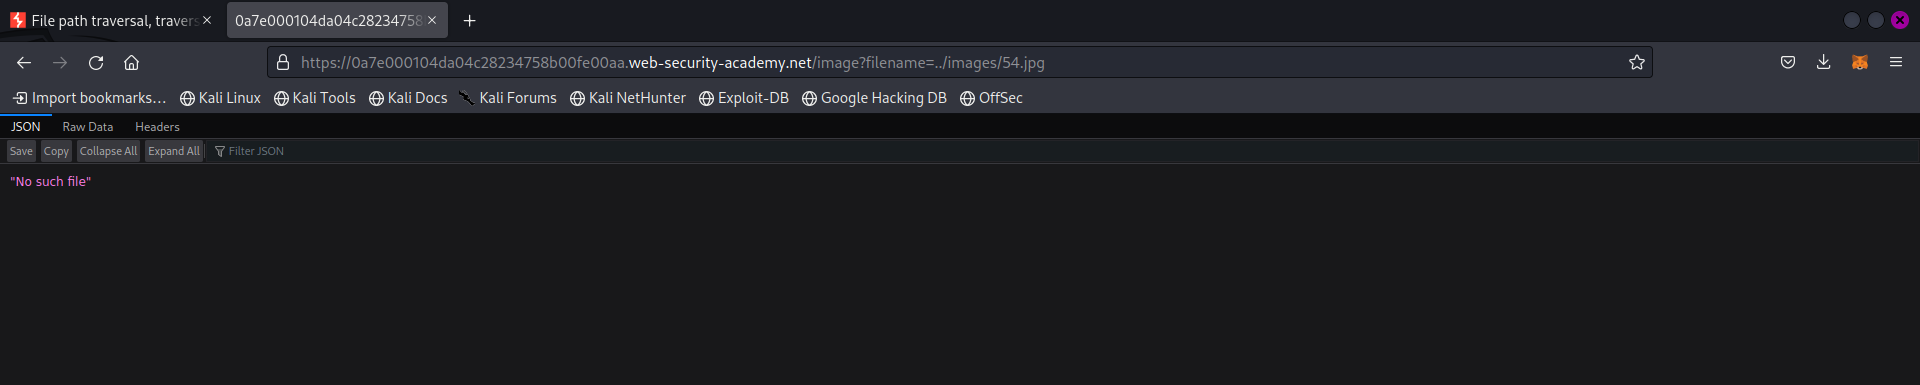 File path traversal, travers
0a7e000104da04c28234758
https://0a7e000104da04c28234758b00fe00aa.web-security-academy.net/image?filename=../images/54.jpg
Import bookmarks… Kali Linux Kali Tools Kali Docs Kali Forums Kali NetHunter Exploit-DB Google Hacking DB OffSec
JSON Raw Data Headers
Save Copy Collapse All Expand All Filter JSON
"No such file"